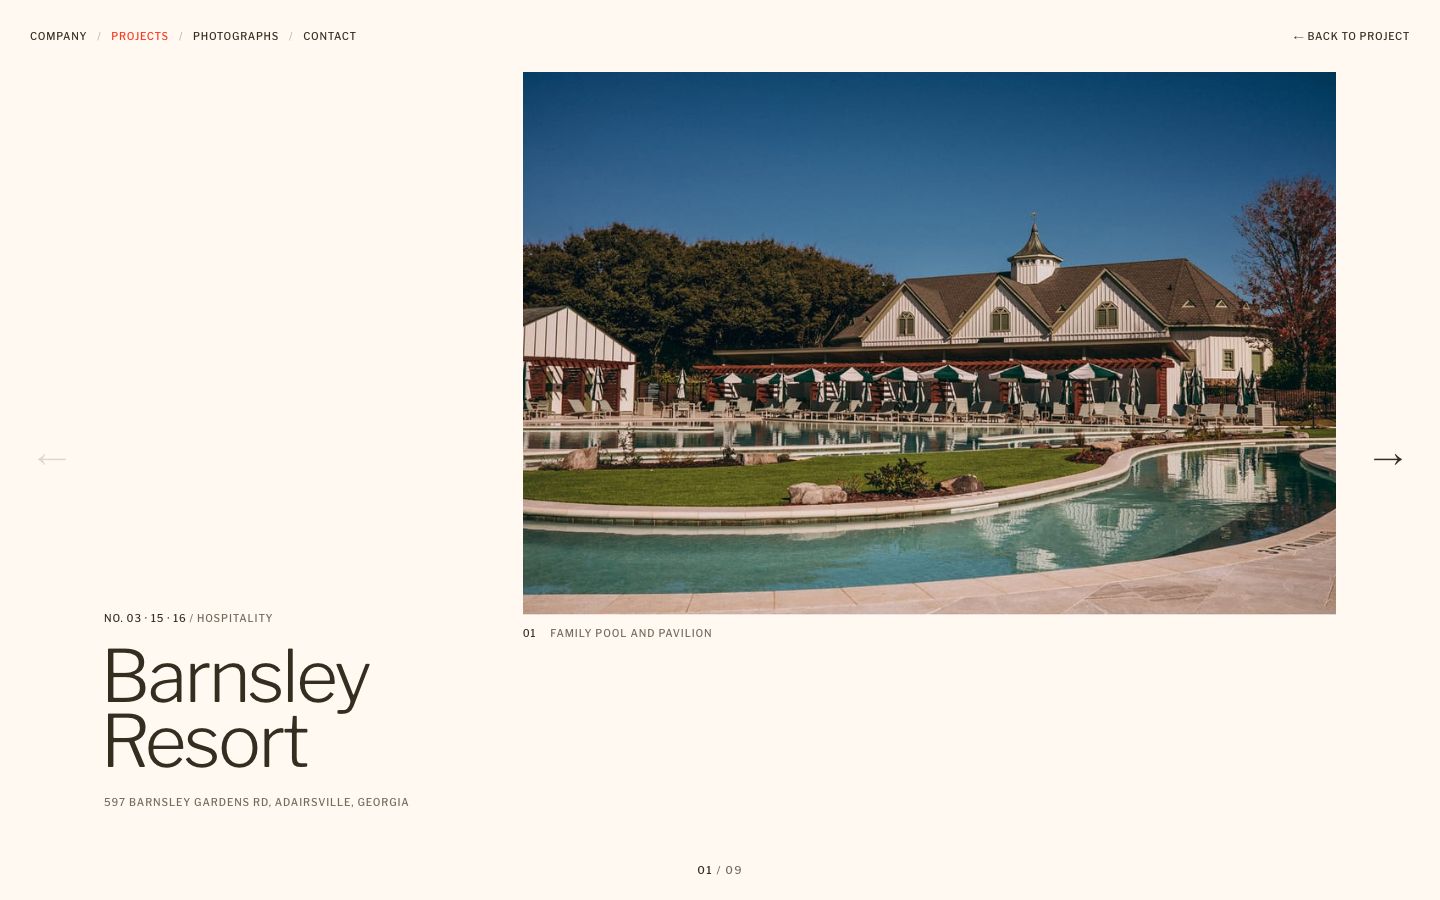 COMPANY / PROJECTS / PHOTOGRAPHS / CONTACT
← BACK TO PROJECT
NO. 03 · 15 · 16 / HOSPITALITY
Barnsley
Resort
597 BARNSLEY GARDENS RD, ADAIRSVILLE, GEORGIA
01 FAMILY POOL AND PAVILION
01 / 09